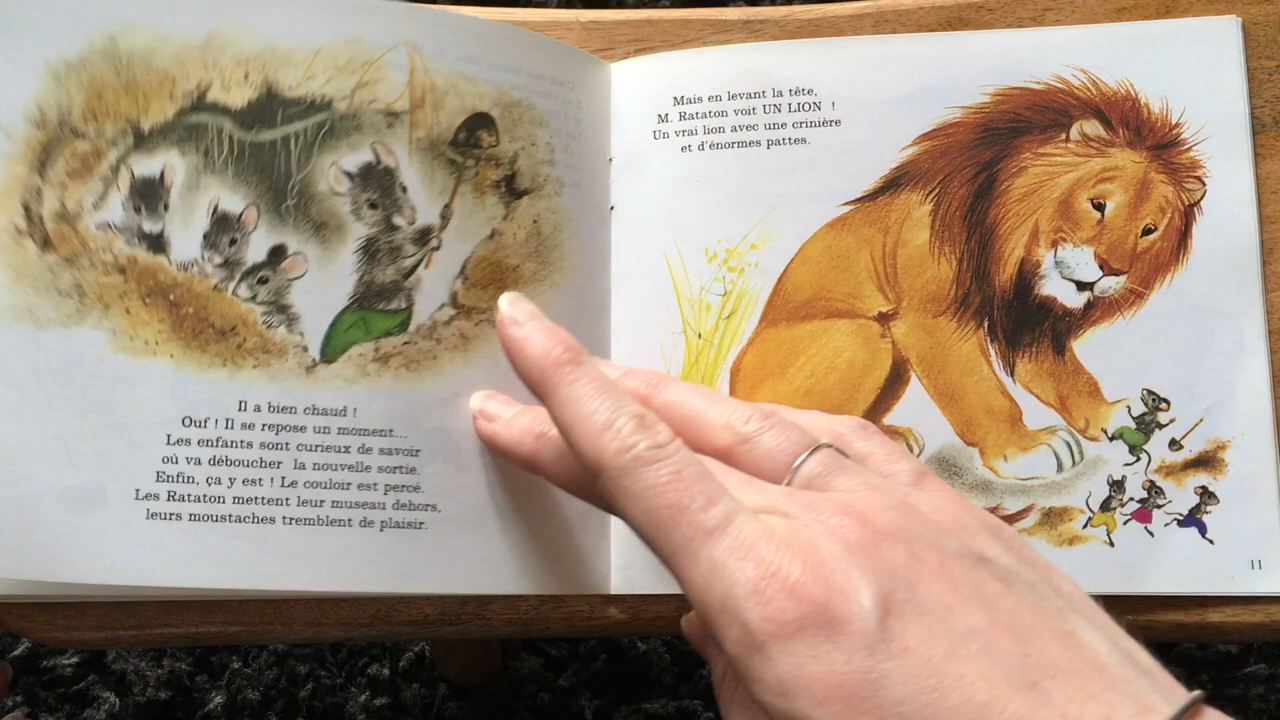 Il a bien chaud !
Ouf ! Il se repose un moment...
Les enfants sont curieux de savoir
où va déboucher la nouvelle sortie.
Enfin, ça y est ! Le couloir est percé.
Les Rataton mettent leur museau dehors,
leurs moustaches tremblent de plaisir.
Mais en levant la tête,
M. Rataton voit UN LION !
Un vrai lion avec une crinière
et d'énormes pattes.
11